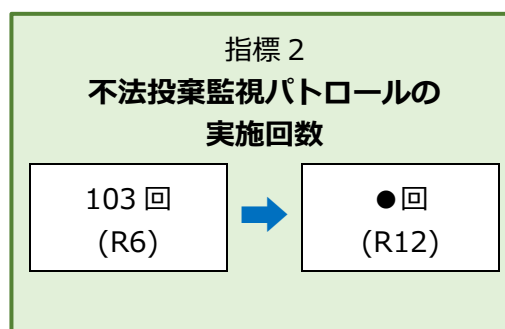 指標 2
不法投棄監視パトロールの
実施回数
103 回
(R6)
●回
(R12)